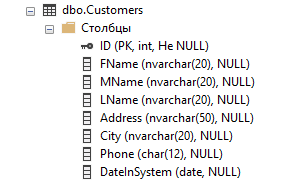 dbo.Customers
Столбцы
ID (PK, int, Не NULL)
FName (nvarchar(20), NULL)
MName (nvarchar(20), NULL)
LName (nvarchar(20), NULL)
Address (nvarchar(50), NULL)
City (nvarchar(20), NULL)
Phone (char(12), NULL)
DateInSystem (date, NULL)